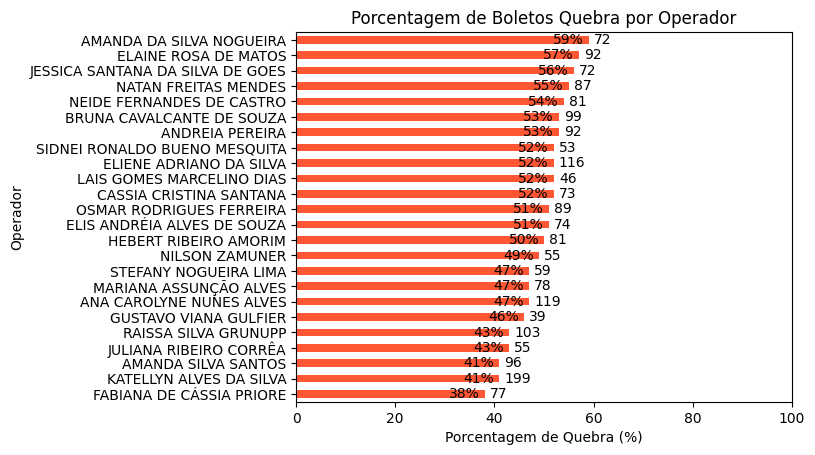 Porcentagem de Boletos Quebra por Operador
AMANDA DA SILVA NOGUEIRA 59% 72
ELAINE ROSA DE MATOS 57% 92
JESSICA SANTANA DA SILVA DE GOES 56% 72
NATAN FREITAS MENDES 55% 87
NEIDE FERNANDES DE CASTRO 54% 81
BRUNA CAVALCANTE DE SOUZA 53% 99
ANDREIA PEREIRA 53% 92
SIDNEI RONALDO BUENO MESQUITA 52% 53
ELIENE ADRIANO DA SILVA 52% 116
LAIS GOMES MARCELINO DIAS 52% 46
CASSIA CRISTINA SANTANA 52% 73
OSMAR RODRIGUES FERREIRA 51% 89
ELIS ANDRÉIA ALVES DE SOUZA 51% 74
HEBERT RIBEIRO AMORIM 50% 81
NILSON ZAMUNER 49% 55
STEFANY NOGUEIRA LIMA 47% 59
MARIANA ASSUNÇÃO ALVES 47% 78
ANA CAROLYNE NUNES ALVES 47% 119
GUSTAVO VIANA GULFIER 46% 39
RAISSA SILVA GRUNUPP 43% 103
JULIANA RIBEIRO CORRÊA 43% 55
AMANDA SILVA SANTOS 41% 96
KATELLYN ALVES DA SILVA 41% 199
FABIANA DE CÁSSIA PRIORE 38% 77
Operador
0 20 40 60 80 100
Porcentagem de Quebra (%)